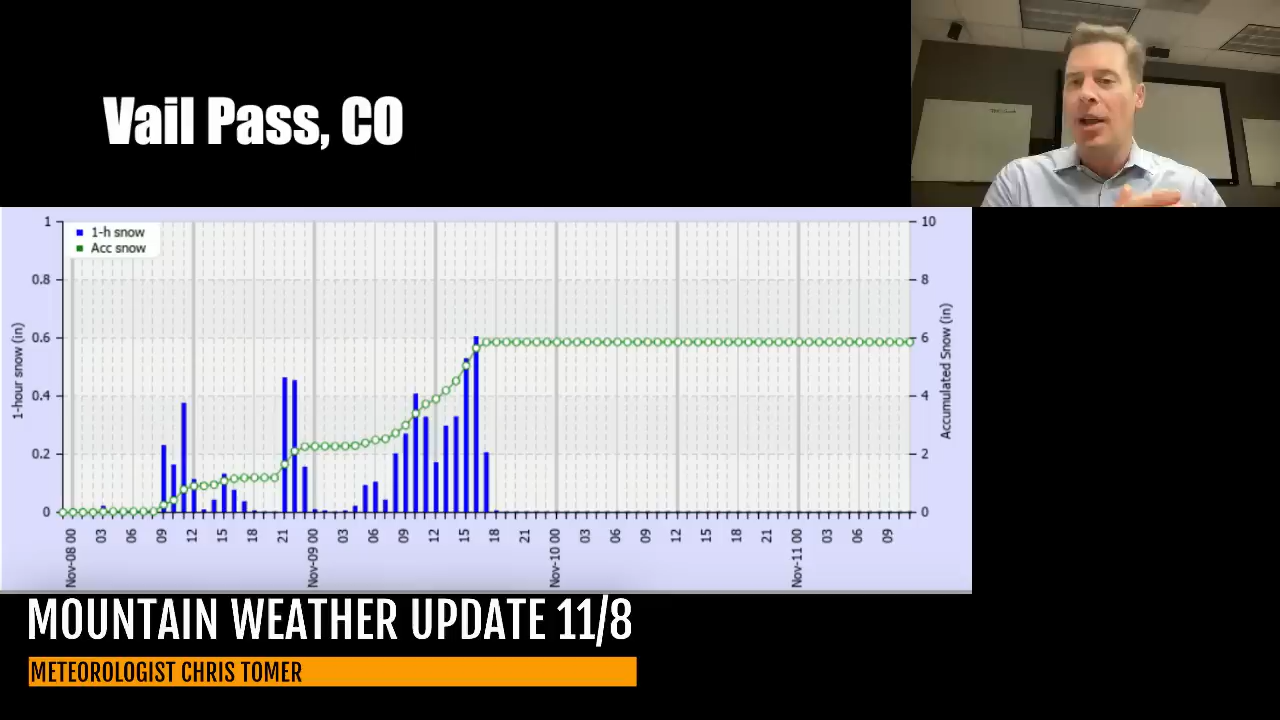 Vail Pass, CO
1-h snow
Acc snow
1
0.8
0.6
0.4
0.2
0
1-hour snow (in)
10
8
6
4
2
0
Accumulated Snow (in)
Nov-08 00 03 06 09 12 15 18 21 Nov-09 00 03 06 09 12 15 18 21 Nov-10 00 03 06 09 12 15 18 21 Nov-11 00 03 06 09
MOUNTAIN WEATHER UPDATE 11/8
METEOROLOGIST CHRIS TOMER